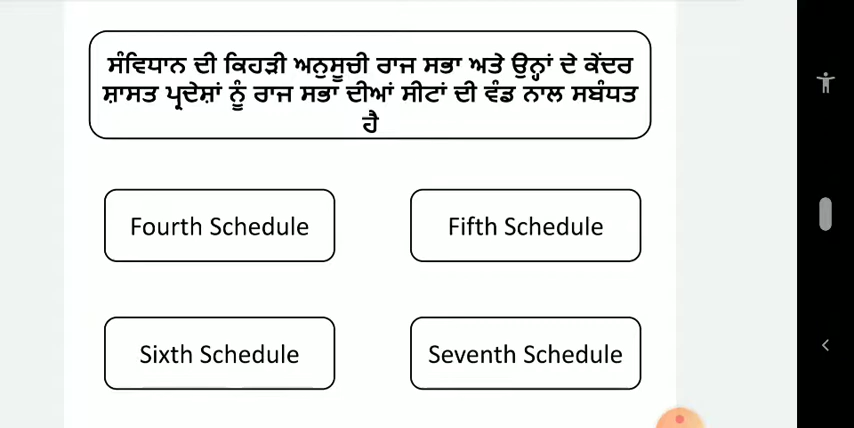 ਸੰਵਿਧਾਨ ਦੀ ਕਿਹੜੀ ਅਨੁਸੂਚੀ ਰਾਜ ਸਭਾ ਅਤੇ ਉਨ੍ਹਾਂ ਦੇ ਕੇਂਦਰ
ਸ਼ਾਸਤ ਪ੍ਰਦੇਸ਼ਾਂ ਨੂੰ ਰਾਜ ਸਭਾ ਦੀਆਂ ਸੀਟਾਂ ਦੀ ਵੰਡ ਨਾਲ ਸਬੰਧਤ
ਹੈ
Fourth Schedule
Fifth Schedule
Sixth Schedule
Seventh Schedule